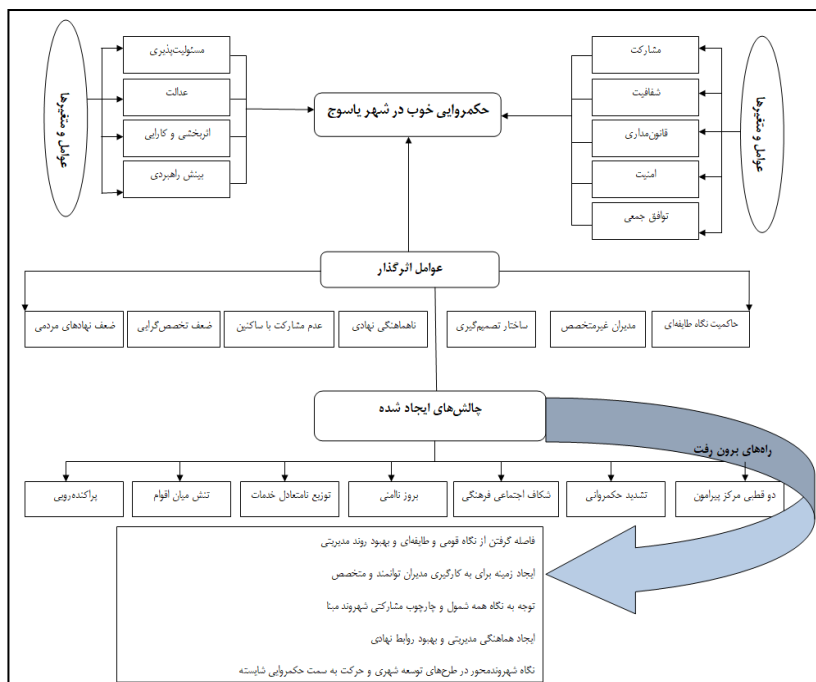 عوامل و متغیرها
مشارکت
شفافیت
قانون‌مداری
امنیت
توافق جمعی
حکمروایی خوب در شهر یاسوج
مسئولیت‌پذیری
عدالت
اثربخشی و کارایی
بینش راهبردی
عوامل و متغیرها
عوامل اثرگذار
حاکمیت نگاه طایفه‌ای
مدیران غیرمتخصص
ساختار تصمیم‌گیری
ناهماهنگی نهادی
عدم مشارکت با ساکنین
ضعف تخصص‌گرایی
ضعف نهادهای مردمی
چالش‌های ایجاد شده
راه‌های برون رفت
دو قطبی مرکز پیرامون
تشدید حکمروانی
شکاف اجتماعی فرهنگی
بروز ناامنی
توزیع نامتعادل خدمات
تنش میان اقوام
پراکنده‌رویی
فاصله گرفتن از نگاه قومی و طایفه‌ای و بهبود روند مدیریتی
ایجاد زمینه برای به کارگیری مدیران توانمند و متخصص
توجه به نگاه همه شمول و چارچوب مشارکتی شهروند مبنا
ایجاد هماهنگی مدیریتی و بهبود روابط نهادی
نگاه شهروندمحور در طرح‌های توسعه شهری و حرکت به سمت حکمروایی شایسته